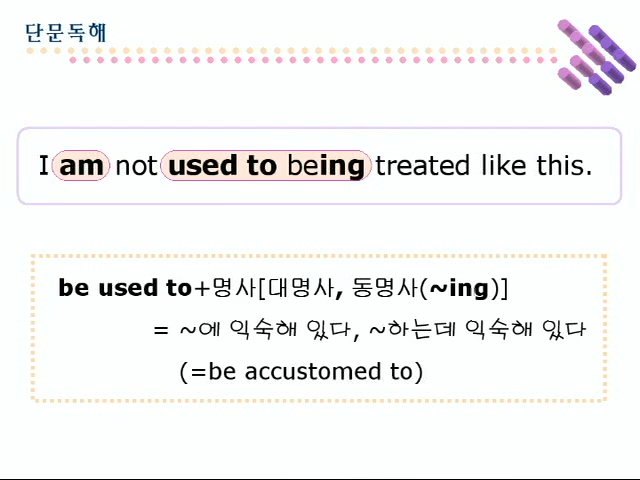 단문독해
I am not used to being treated like this.
be used to+명사[대명사, 동명사(~ing)]
= ~에 익숙해 있다, ~하는데 익숙해 있다
(=be accustomed to)